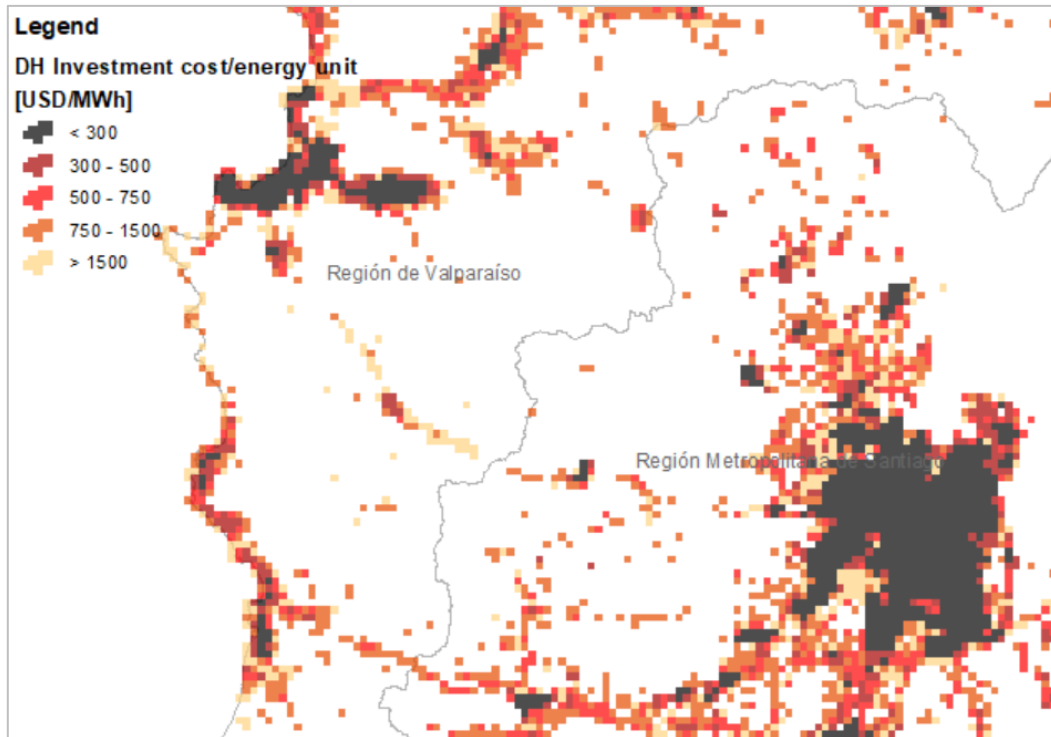 Legend
DH Investment cost/energy unit
[USD/MWh]
< 300
300 - 500
500 - 750
750 - 1500
> 1500
Región de Valparaíso
Región Metropolitana de Santiago